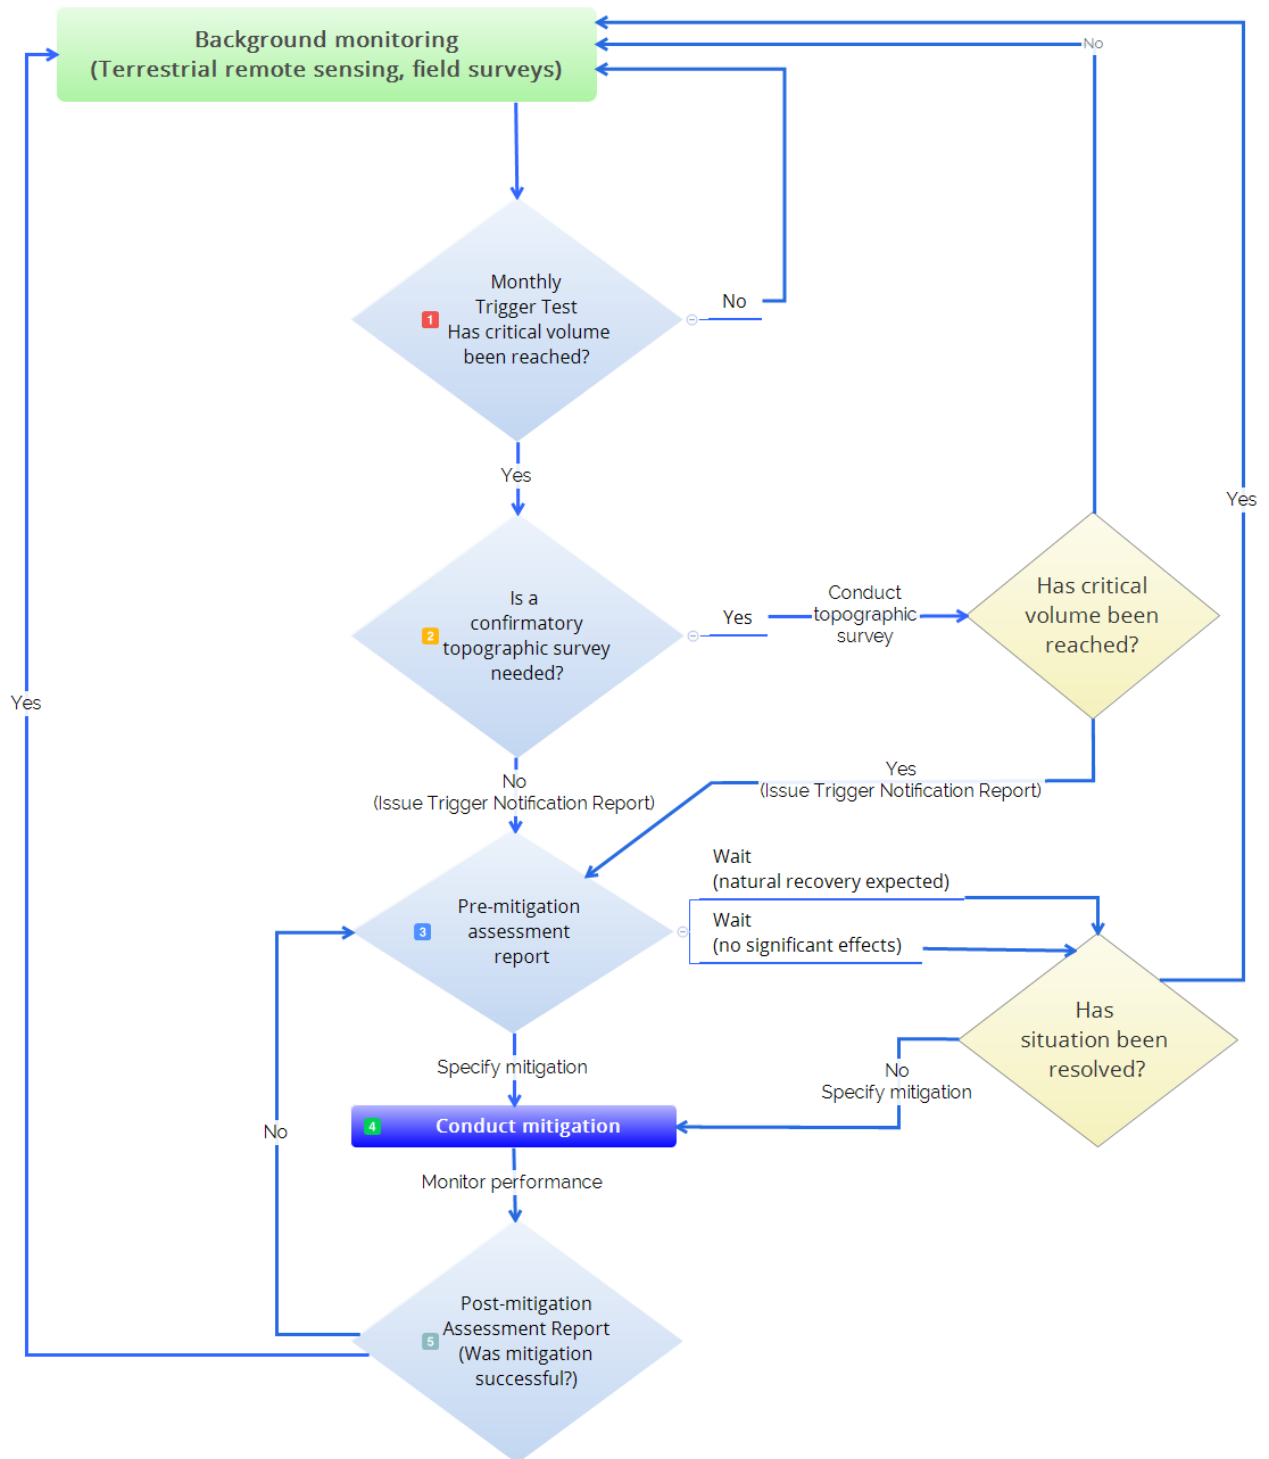 Background monitoring
(Terrestrial remote sensing, field surveys)
No
Monthly
Trigger Test
Has critical volume
been reached?
1
No
Yes
Yes
Is a
confirmatory
topographic survey
needed?
2
Yes
Conduct
topographic
survey
Has critical
volume been
reached?
Yes
No
(Issue Trigger Notification Report)
Yes
(Issue Trigger Notification Report)
Pre-mitigation
assessment
report
3
Wait
(natural recovery expected)
Wait
(no significant effects)
Has
situation been
resolved?
Specify mitigation
No
Specify mitigation
4
Conduct mitigation
No
Monitor performance
Post-mitigation
Assessment Report
(Was mitigation
successful?)
5